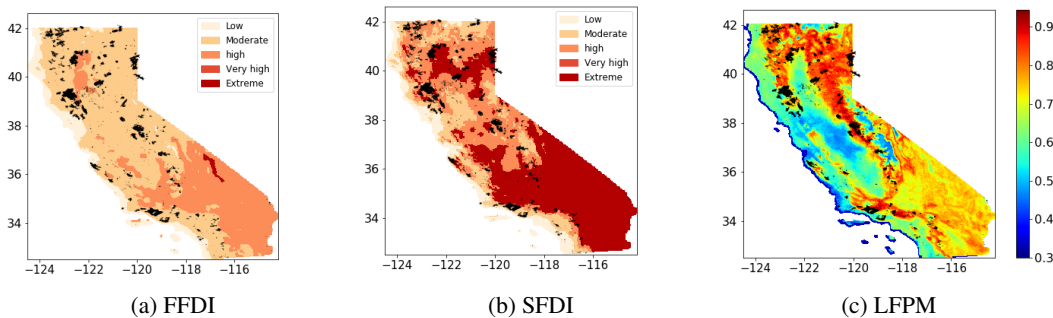 42
40
38
36
34
−124 −122 −120 −118 −116
Low
Moderate
high
Very high
Extreme
(a) FFDI
42
40
38
36
34
−124 −122 −120 −118 −116
Low
Moderate
high
Very high
Extreme
(b) SFDI
42
40
38
36
34
−124 −122 −120 −118 −116
0.9
0.8
0.7
0.6
0.5
0.4
0.3
(c) LFPM